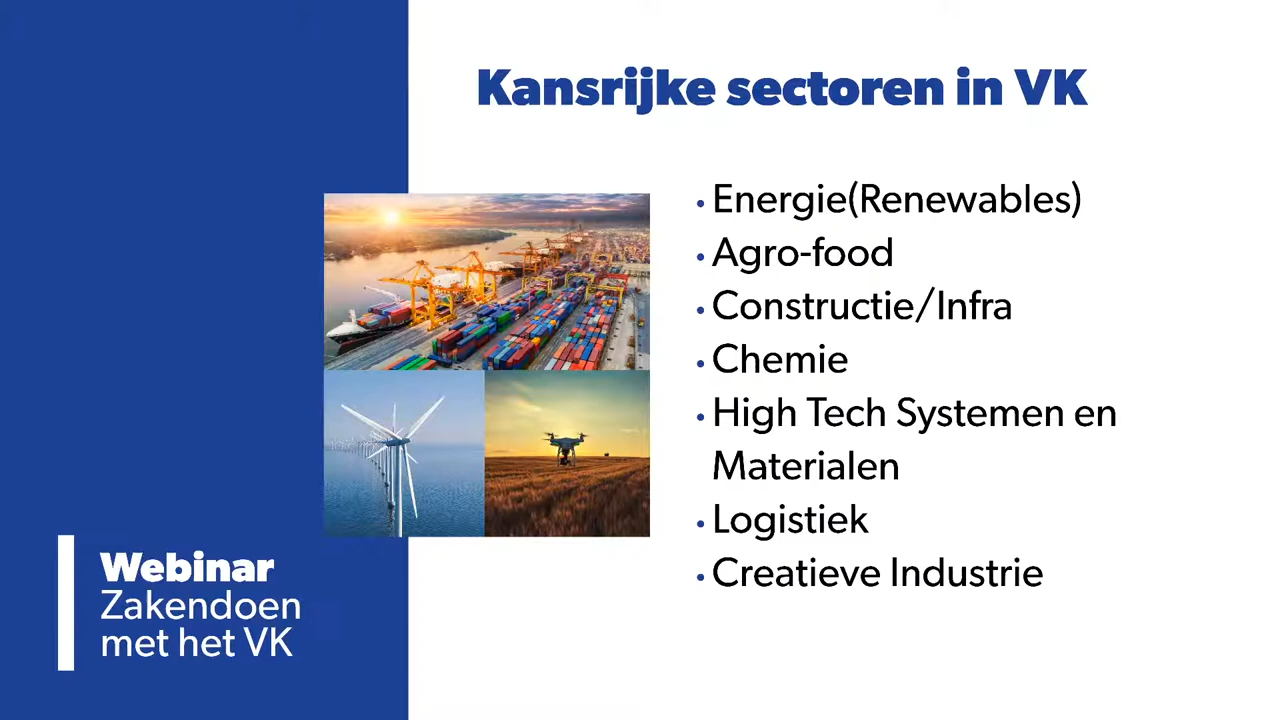 Kansrijke sectoren in VK
• Energie(Renewables)
• Agro-food
• Constructie/Infra
• Chemie
• High Tech Systemen en
Materialen
• Logistiek
• Creatieve Industrie
Webinar
Zakendoen
met het VK